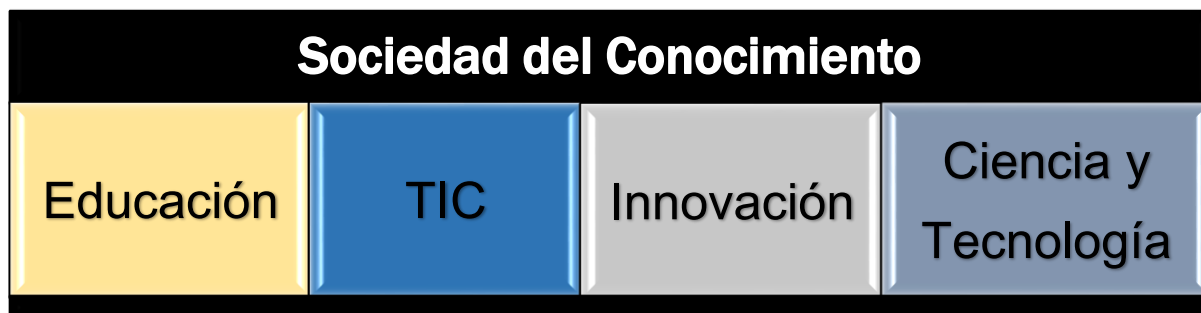 Sociedad del Conocimiento
Educación
TIC
Innovación
Ciencia y
Tecnología